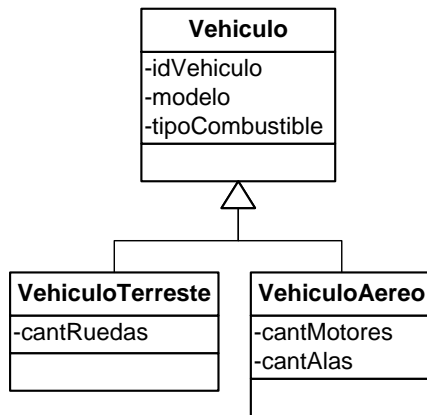 Vehiculo
-idVehiculo
-modelo
-tipoCombustible
VehiculoTerreste
-cantRuedas
VehiculoAereo
-cantMotores
-cantAlas